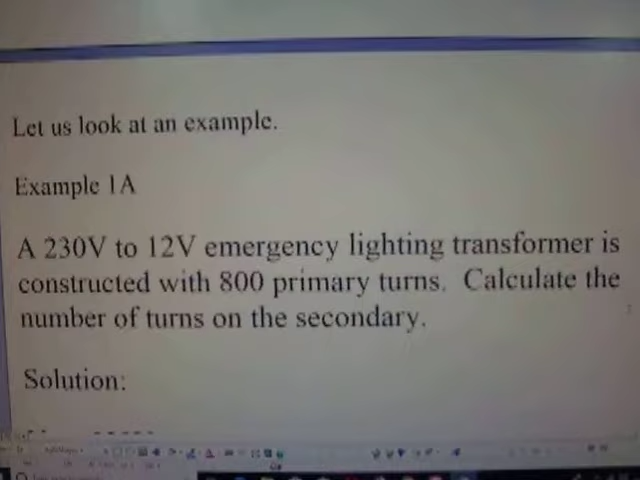 Let us look at an example.
Example 1A
A 230V to 12V emergency lighting transformer is
constructed with 800 primary turns. Calculate the
number of turns on the secondary.
Solution: